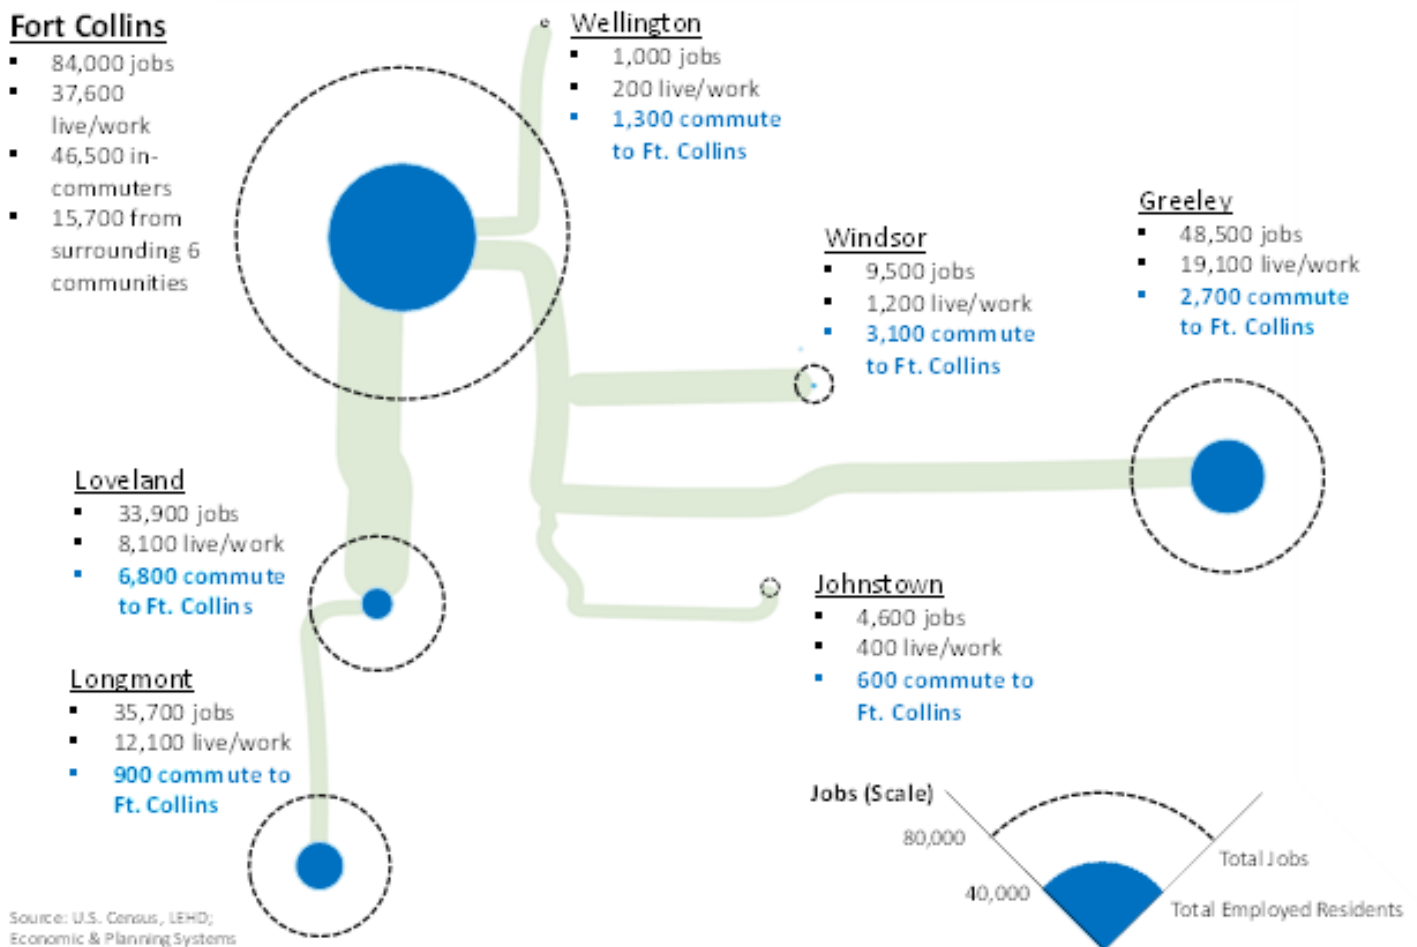 Fort Collins
▪ 84,000 jobs
▪ 37,600
live/work
▪ 46,500 in-
commuters
▪ 15,700 from
surrounding 6
communities
Wellington
▪ 1,000 jobs
▪ 200 live/work
▪ 1,300 commute
to Ft. Collins
Windsor
▪ 9,500 jobs
▪ 1,200 live/work
▪ 3,100 commute
to Ft. Collins
Greeley
▪ 48,500 jobs
▪ 19,100 live/work
▪ 2,700 commute
to Ft. Collins
Loveland
▪ 33,900 jobs
▪ 8,100 live/work
▪ 6,800 commute
to Ft. Collins
Johnstown
▪ 4,600 jobs
▪ 400 live/work
▪ 600 commute to
Ft. Collins
Longmont
▪ 35,700 jobs
▪ 12,100 live/work
▪ 900 commute to
Ft. Collins
Jobs (Scale)
80,000
Total Jobs
40,000
Total Employed Residents
Source: U.S. Census, LEHD;
Economic & Planning Systems